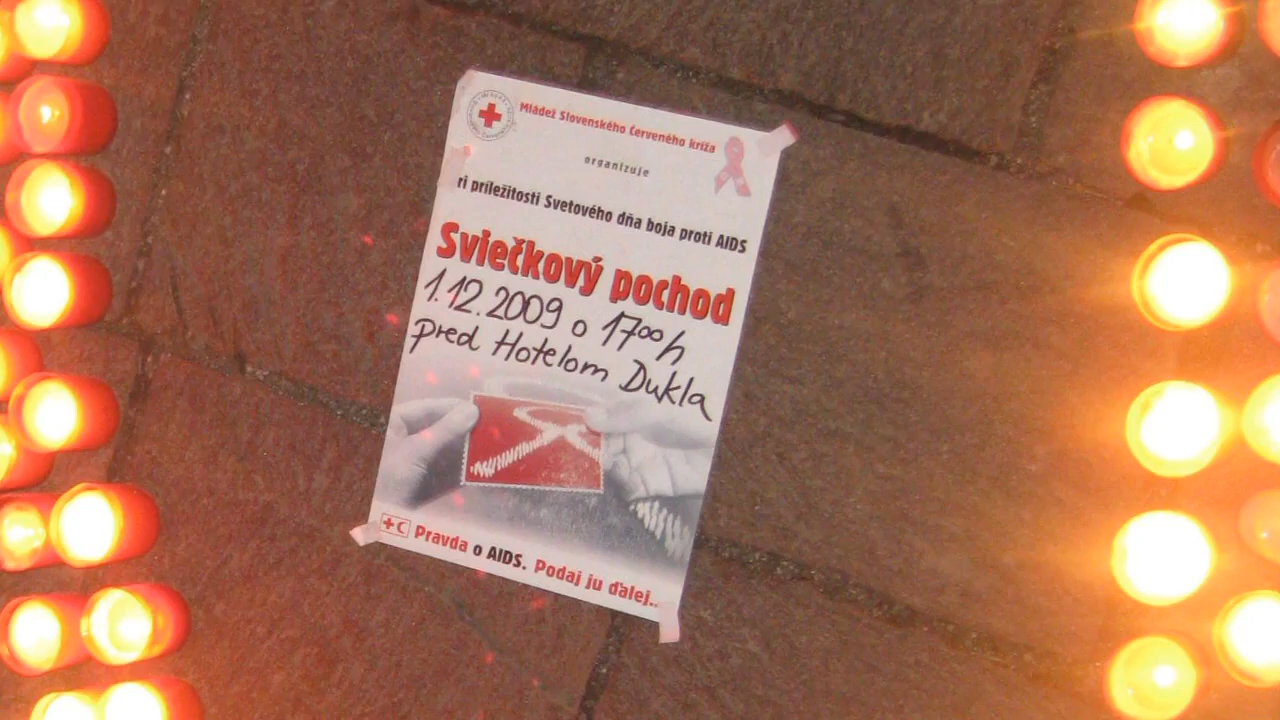 Mládež Slovenského Červeného kríža
organizuje
ri príležitosti Svetového dňa boja proti AIDS
Sviečkový pochod
1.12.2009 o 17⁰⁰ h
pred Hotelom Dukla
Pravda o AIDS. Podaj ju ďalej..